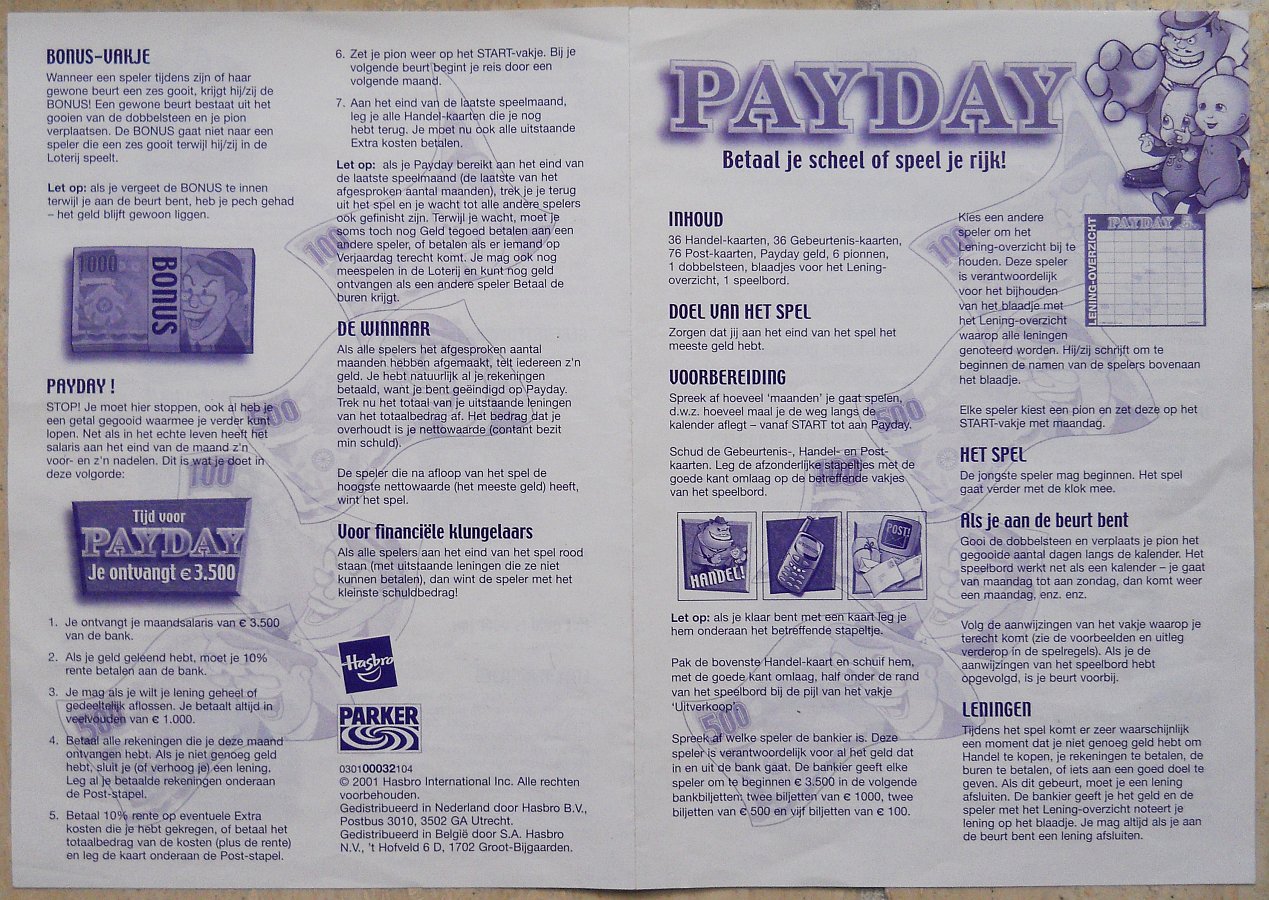 BONUS-VAKJE
Wanneer een speler tijdens zijn of haar
gewone beurt een zes gooit, krijgt hij/zij de
BONUS! Een gewone beurt bestaat uit het
gooien van de dobbelsteen en je pion
verplaatsen. De BONUS gaat niet naar een
speler die een zes gooit terwijl hij/zij in de
Loterij speelt.
Let op: als je vergeet de BONUS te innen
terwijl je aan de beurt bent, heb je pech gehad
– het geld blijft gewoon liggen.
1000
BONUS
PAYDAY !
STOP! Je moet hier stoppen, ook al heb je
een getal gegooid waarmee je verder kunt
lopen. Net als in het echte leven heeft het
salaris aan het eind van de maand z'n
voor- en z'n nadelen. Dit is wat je doet in
deze volgorde:
Tijd voor
PAYDAY
Je ontvangt € 3.500
1. Je ontvangt je maandsalaris van € 3.500
van de bank.
2. Als je geld geleend hebt, moet je 10%
rente betalen aan de bank.
3. Je mag als je wilt je lening geheel of
gedeeltelijk aflossen. Je betaalt altijd in
veelvouden van € 1.000.
4. Betaal alle rekeningen die je deze maand
ontvangen hebt. Als je niet genoeg geld
hebt, sluit je (of verhoog je) een lening.
Leg al je betaalde rekeningen onderaan
de Post-stapel.
5. Betaal 10% rente op eventuele Extra
kosten die je hebt gekregen, of betaal het
totaalbedrag van de kosten (plus de rente)
en leg de kaart onderaan de Post-stapel.
6. Zet je pion weer op het START-vakje. Bij je
volgende beurt begint je reis door een
volgende maand.
7. Aan het eind van de laatste speelmaand,
leg je alle Handel-kaarten die je nog
hebt terug. Je moet nu ook alle uitstaande
Extra kosten betalen.
Let op: als je Payday bereikt aan het eind van
de laatste speelmaand (de laatste van het
afgesproken aantal maanden), trek je je terug
uit het spel en je wacht tot alle andere spelers
ook gefinisht zijn. Terwijl je wacht, moet je
soms toch nog Geld tegoed betalen aan een
andere speler, of betalen als er iemand op
Verjaardag terecht komt. Je mag ook nog
meespelen in de Loterij en kunt nog geld
ontvangen als een andere speler Betaal de
buren krijgt.
DE WINNAAR
Als alle spelers het afgesproken aantal
maanden hebben afgemaakt, telt iedereen z'n
geld. Je hebt natuurlijk al je rekeningen
betaald, want je bent geëindigd op Payday.
Trek nu het totaal van je uitstaande leningen
van het totaalbedrag af. Het bedrag dat je
overhoudt is je nettowaarde (contant bezit
min schuld).
De speler die na afloop van het spel de
hoogste nettowaarde (het meeste geld) heeft,
wint het spel.
Voor financiële klungelaars
Als alle spelers aan het eind van het spel rood
staan (met uitstaande leningen die ze niet
kunnen betalen), dan wint de speler met het
kleinste schuldbedrag!
Hasbro
PARKER
030100032104
© 2001 Hasbro International Inc. Alle rechten
voorbehouden.
Gedistribueerd in Nederland door Hasbro B.V.,
Postbus 3010, 3502 GA Utrecht.
Gedistribueerd in België door S.A. Hasbro
N.V., 't Hofveld 6 D, 1702 Groot-Bijgaarden.
PAYDAY
Betaal je scheel of speel je rijk!
INHOUD
36 Handel-kaarten, 36 Gebeurtenis-kaarten,
76 Post-kaarten, Payday geld, 6 pionnen,
1 dobbelsteen, blaadjes voor het Lening-
overzicht, 1 speelbord.
DOEL VAN HET SPEL
Zorgen dat jij aan het eind van het spel het
meeste geld hebt.
VOORBEREIDING
Spreek af hoeveel 'maanden' je gaat spelen,
d.w.z. hoeveel maal je de weg langs de
kalender aflegt – vanaf START tot aan Payday.
Schud de Gebeurtenis-, Handel- en Post-
kaarten. Leg de afzonderlijke stapeltjes met de
goede kant omlaag op de betreffende vakjes
van het speelbord.
HANDEL!
POST!
Let op: als je klaar bent met een kaart leg je
hem onderaan het betreffende stapeltje.
Pak de bovenste Handel-kaart en schuif hem,
met de goede kant omlaag, half onder de rand
van het speelbord bij de pijl van het vakje
'Uitverkoop'.
Spreek af welke speler de bankier is. Deze
speler is verantwoordelijk voor al het geld dat
in en uit de bank gaat. De bankier geeft elke
speler om te beginnen € 3.500 in de volgende
bankbiljetten: twee biljetten van € 1000, twee
biljetten van € 500 en vijf biljetten van € 100.
Kies een andere
speler om het
Lening-overzicht bij te
houden. Deze speler
is verantwoordelijk
voor het bijhouden
van het blaadje met
het Lening-overzicht
waarop alle leningen
genoteerd worden. Hij/zij schrijft om te
beginnen de namen van de spelers bovenaan
het blaadje.
LENING-OVERZICHT
PAYDAY
Elke speler kiest een pion en zet deze op het
START-vakje met maandag.
HET SPEL
De jongste speler mag beginnen. Het spel
gaat verder met de klok mee.
Als je aan de beurt bent
Gooi de dobbelsteen en verplaats je pion het
gegooide aantal dagen langs de kalender. Het
speelbord werkt net als een kalender – je gaat
van maandag tot aan zondag, dan komt weer
een maandag, enz. enz.
Volg de aanwijzingen van het vakje waarop je
terecht komt (zie de voorbeelden en uitleg
verderop in de spelregels). Als je de
aanwijzingen van het speelbord hebt
opgevolgd, is je beurt voorbij.
LENINGEN
Tijdens het spel komt er zeer waarschijnlijk
een moment dat je niet genoeg geld hebt om
Handel te kopen, je rekeningen te betalen, de
buren te betalen, of iets aan een goed doel te
geven. Als dit gebeurt, moet je een lening
afsluiten. De bankier geeft je het geld en de
speler met het Lening-overzicht noteert je
lening op het blaadje. Je mag altijd als je aan
de beurt bent een lening afsluiten.
100
500
100
500
100
500
100
500